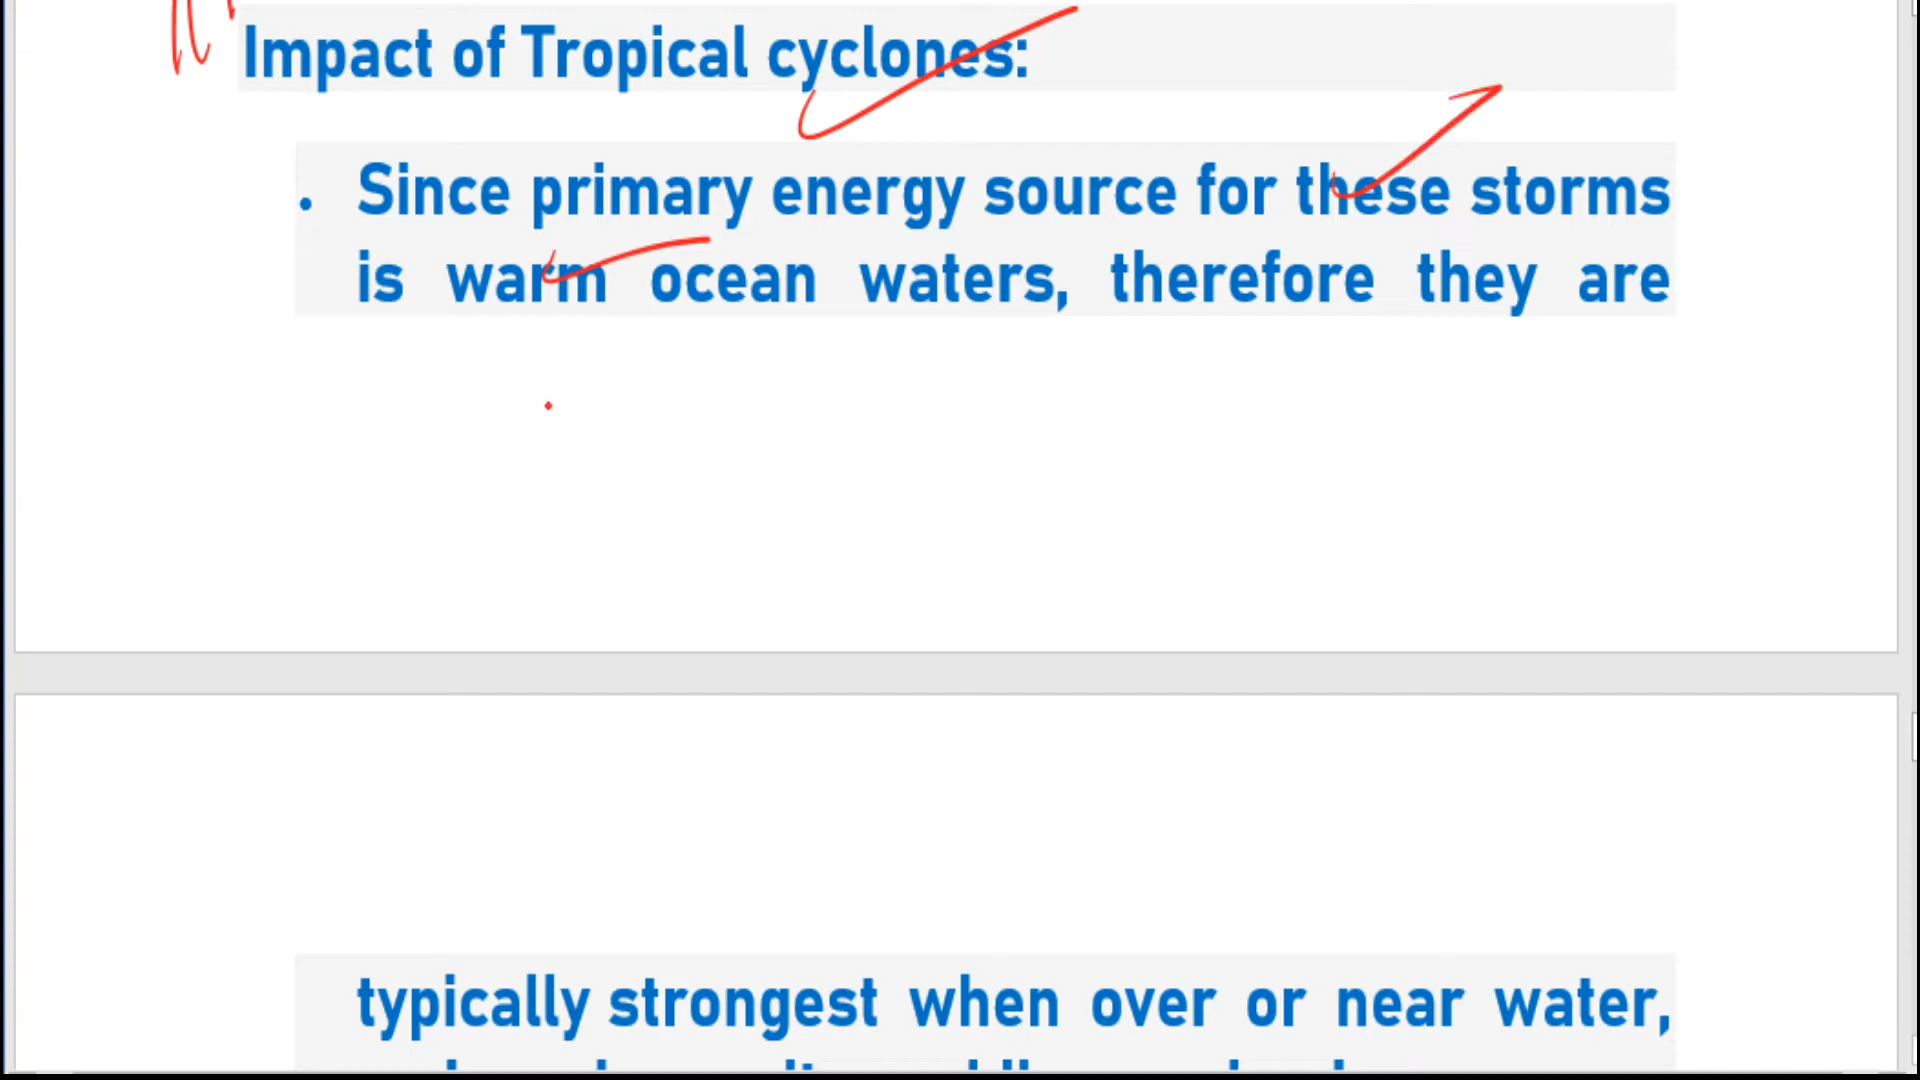 Impact of Tropical cyclones:
. Since primary energy source for these storms
is warm ocean waters, therefore they are
typically strongest when over or near water,